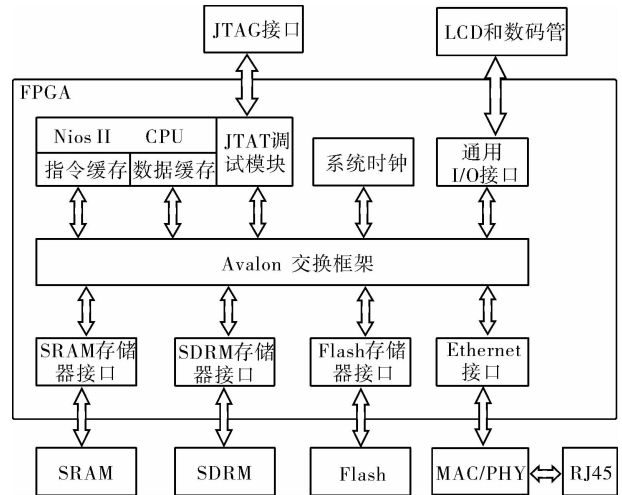 JTAG接口
LCD和数码管
FPGA
Nios II CPU
JTAT调
试模块
指令缓存
数据缓存
系统时钟
通用
I/O接口
Avalon 交换框架
SRAM存储
器接口
SDRM存储
器接口
Flash存储
器接口
Ethernet
接口
SRAM
SDRM
Flash
MAC/PHY
RJ45